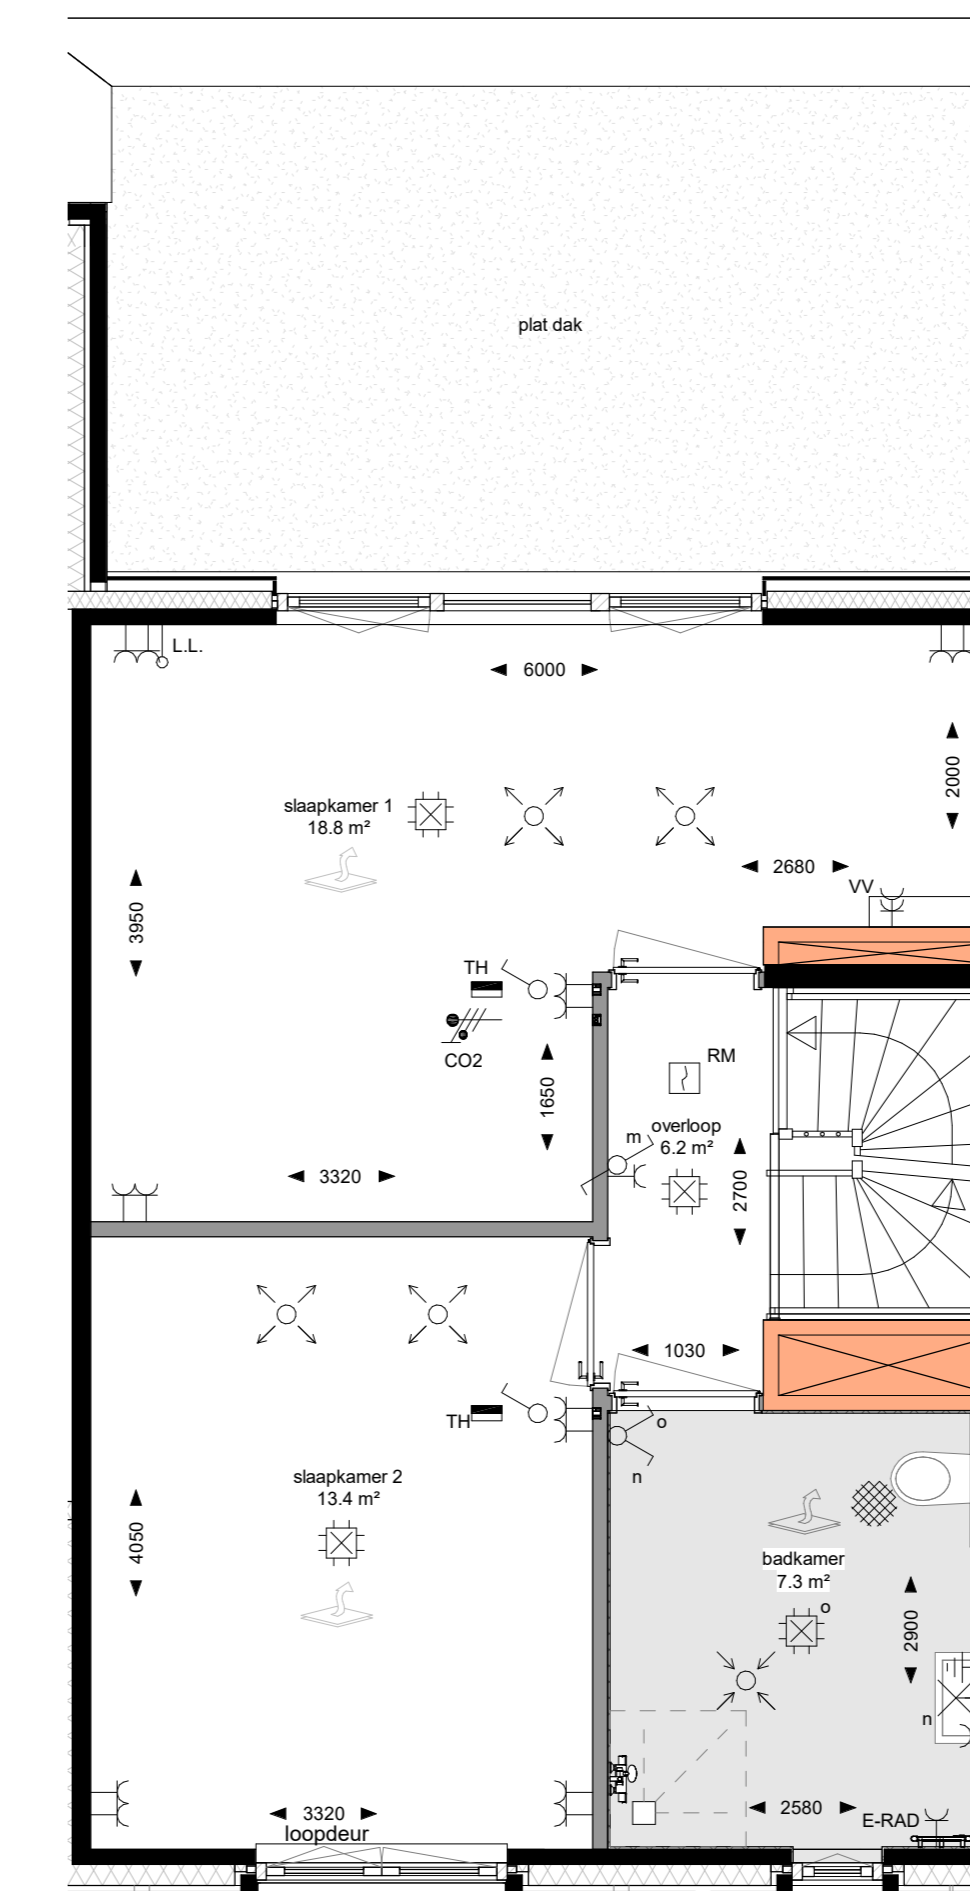 plat dak
L.L.
6000
2000
slaapkamer 1
18.8 m²
2680
VV
3950
TH
CO2
RM
1650
overloop
6.2 m²
m
2700
3320
1030
TH
o
n
slaapkamer 2
13.4 m²
4050
badkamer
7.3 m²
o
2900
n
3320
loopdeur
2580
E-RAD